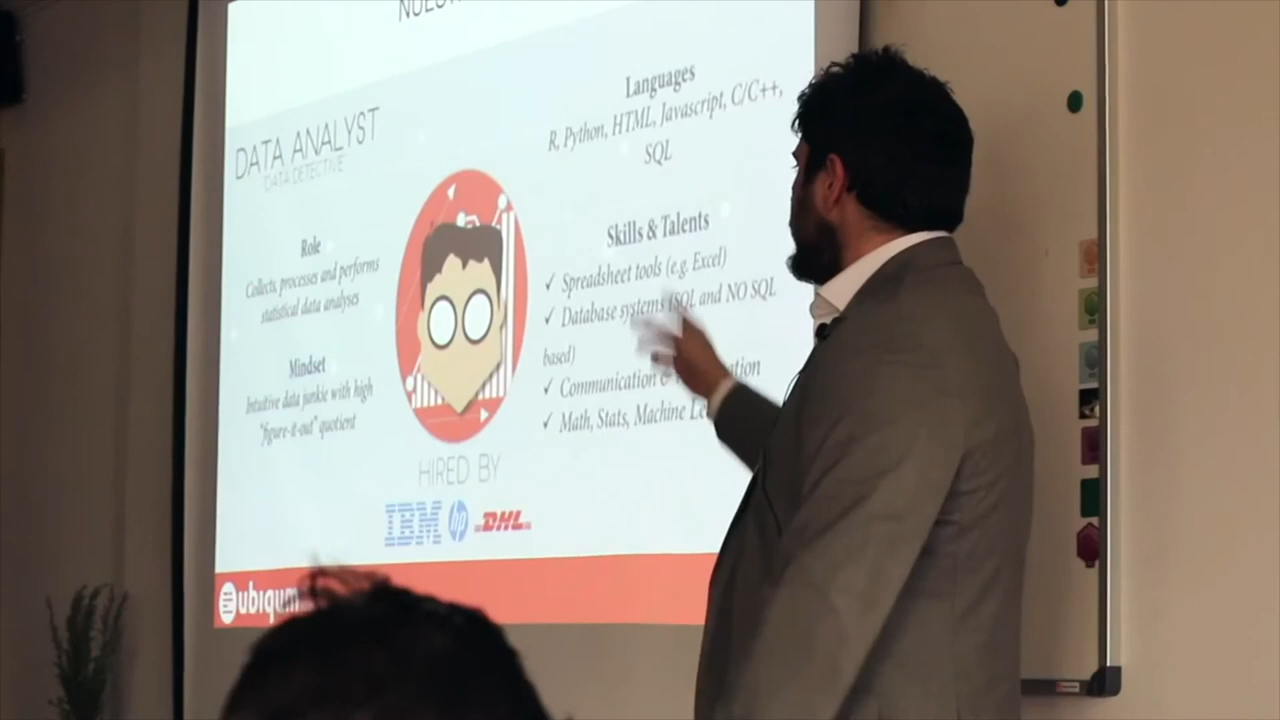 DATA ANALYST
"DATA DETECTIVE"
Role
Collects, processes and performs
statistical data analyses
Mindset
Intuitive data junkie with high
"figure-it-out" quotient
HIRED BY
IBM hp DHL
Languages
R, Python, HTML, Javascript, C/C++,
SQL
Skills & Talents
✓ Spreadsheet tools (e.g. Excel)
✓ Database systems (SQL and NO SQL
based)
✓ Communication &
✓ Math, Stats, Machine
ubiqum